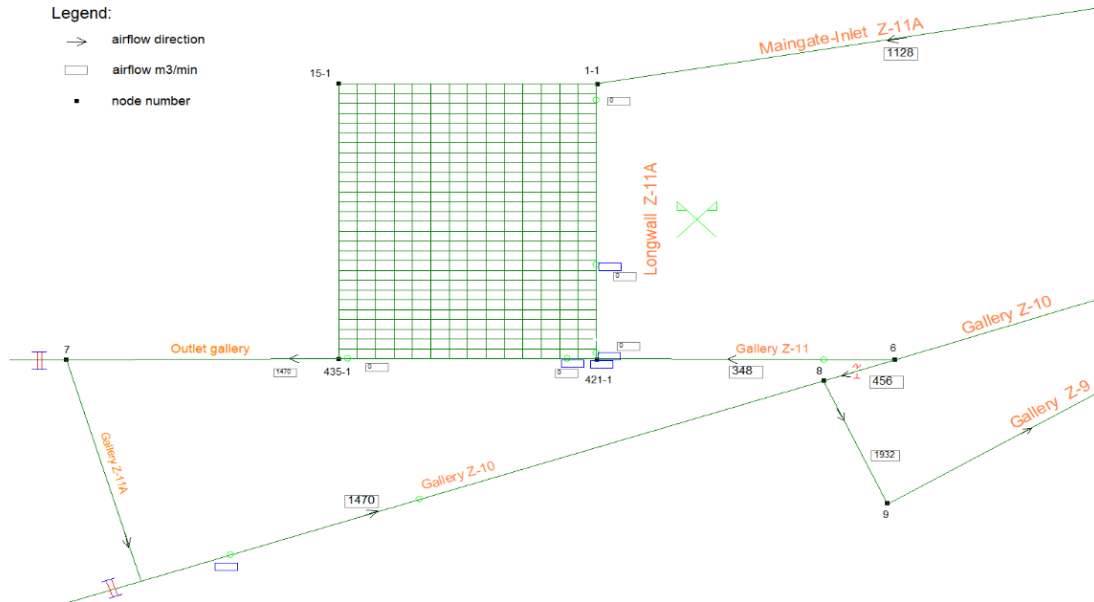 Legend:
airflow direction
airflow m3/min
node number
Maingate-Inlet Z-11A
1128
15-1
1-1
0
Longwall Z-11A
0
Gallery Z-10
0
7
Outlet gallery
1470
435-1
0
0
421-1
Gallery Z-11
348
6
8
456
Gallery Z-9
Gallery Z-11A
Gallery Z-10
1470
1932
9